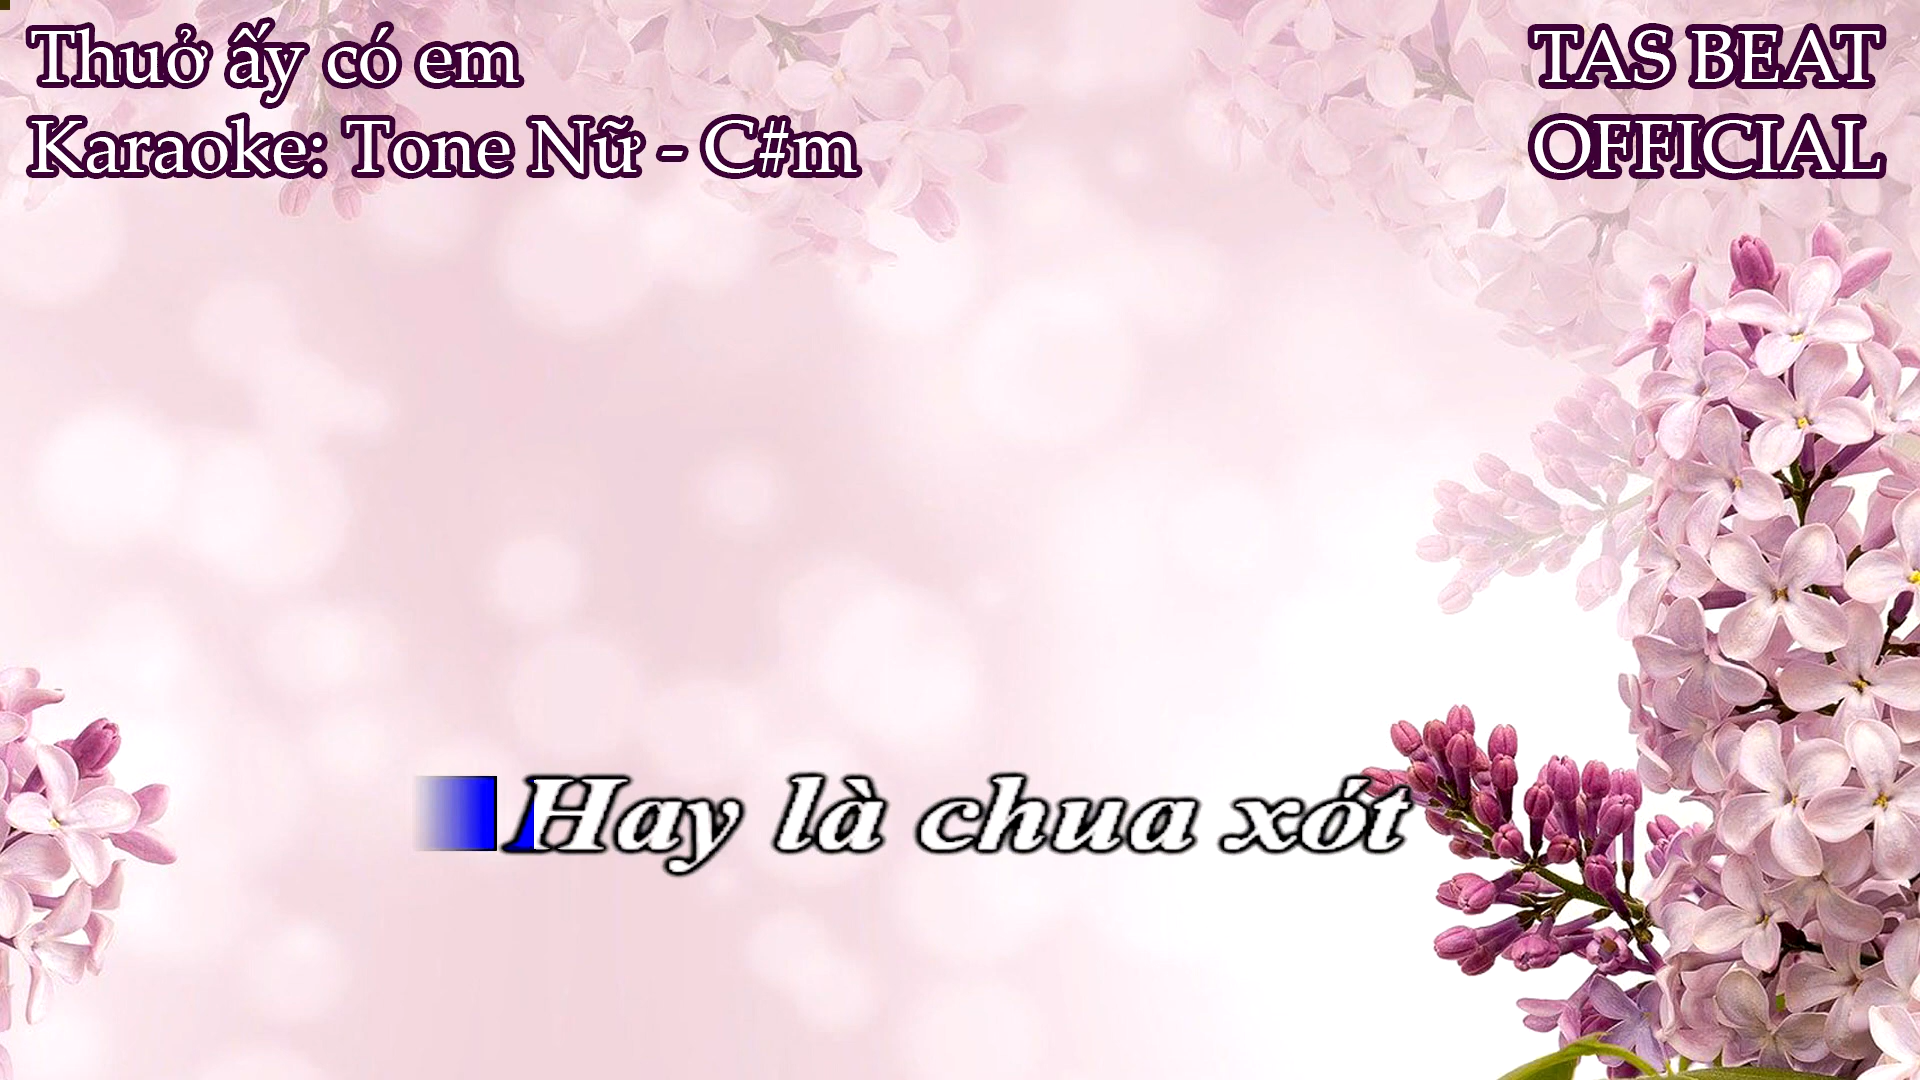 Thuở ấy có em
Karaoke: Tone Nữ - C#m
TAS BEAT
OFFICIAL
Hay là chua xót